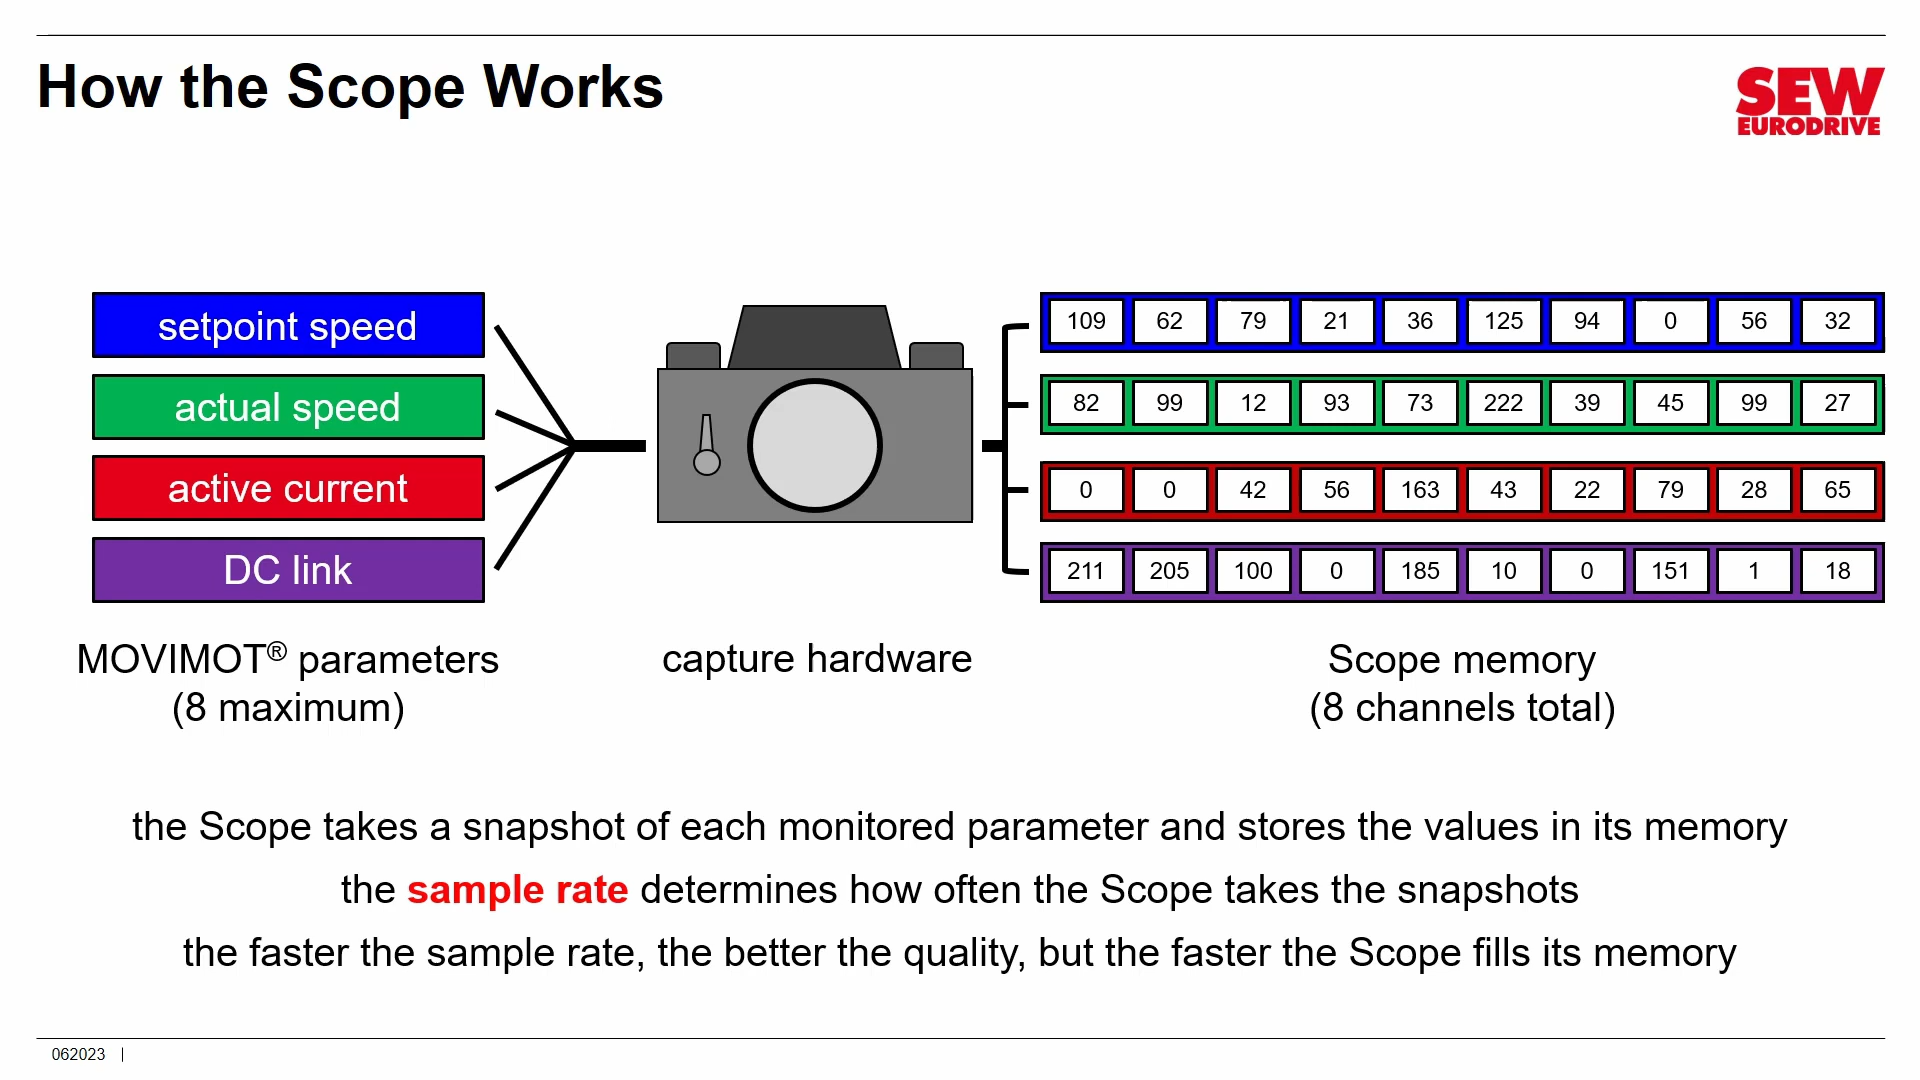 How the Scope Works
SEW
EURODRIVE
setpoint speed
actual speed
active current
DC link
109 62 79 21 36 125 94 0 56 32
82 99 12 93 73 222 39 45 99 27
0 0 42 56 163 43 22 79 28 65
211 205 100 0 185 10 0 151 1 18
MOVIMOT® parameters
(8 maximum)
capture hardware
Scope memory
(8 channels total)
the Scope takes a snapshot of each monitored parameter and stores the values in its memory
the sample rate determines how often the Scope takes the snapshots
the faster the sample rate, the better the quality, but the faster the Scope fills its memory
062023 |